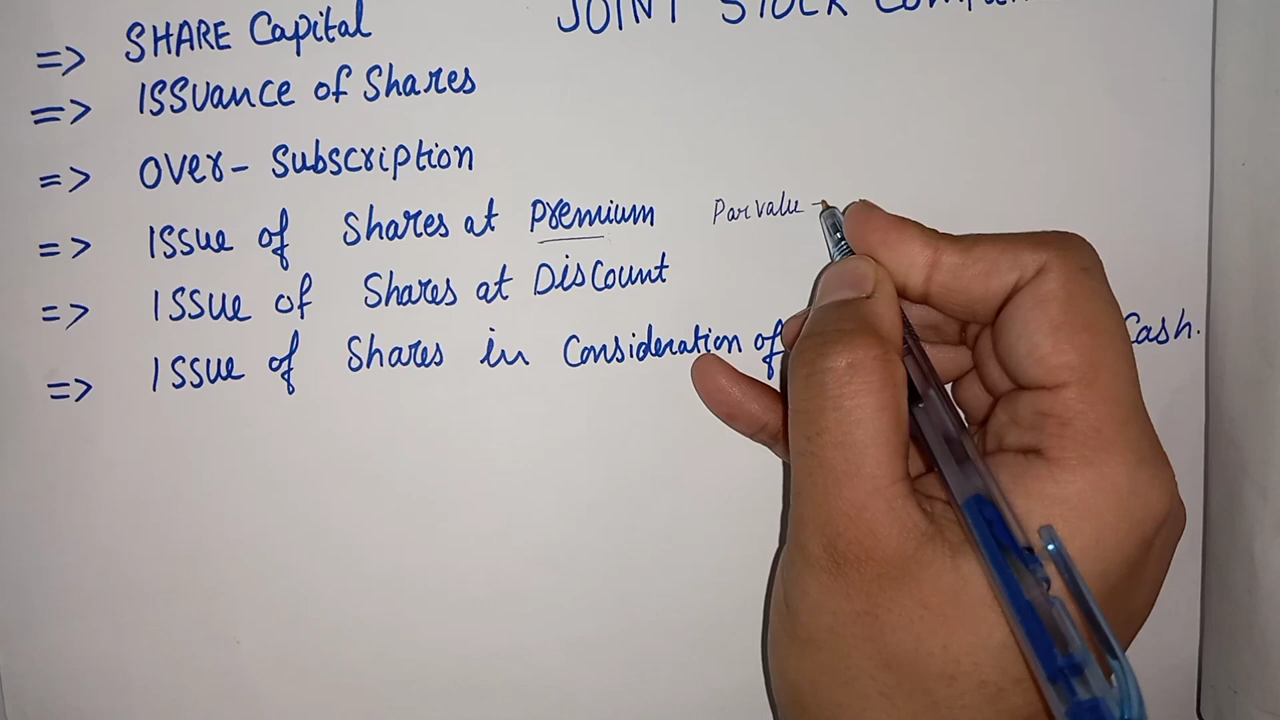 JOINT STOCK
=> SHARE Capital
=> ISSuance of Shares
=> Over- Subscription
=> Issue of Shares at Premium Par value -
=> Issue of Shares at Discount
=> Issue of Shares in Consideration of Cash.